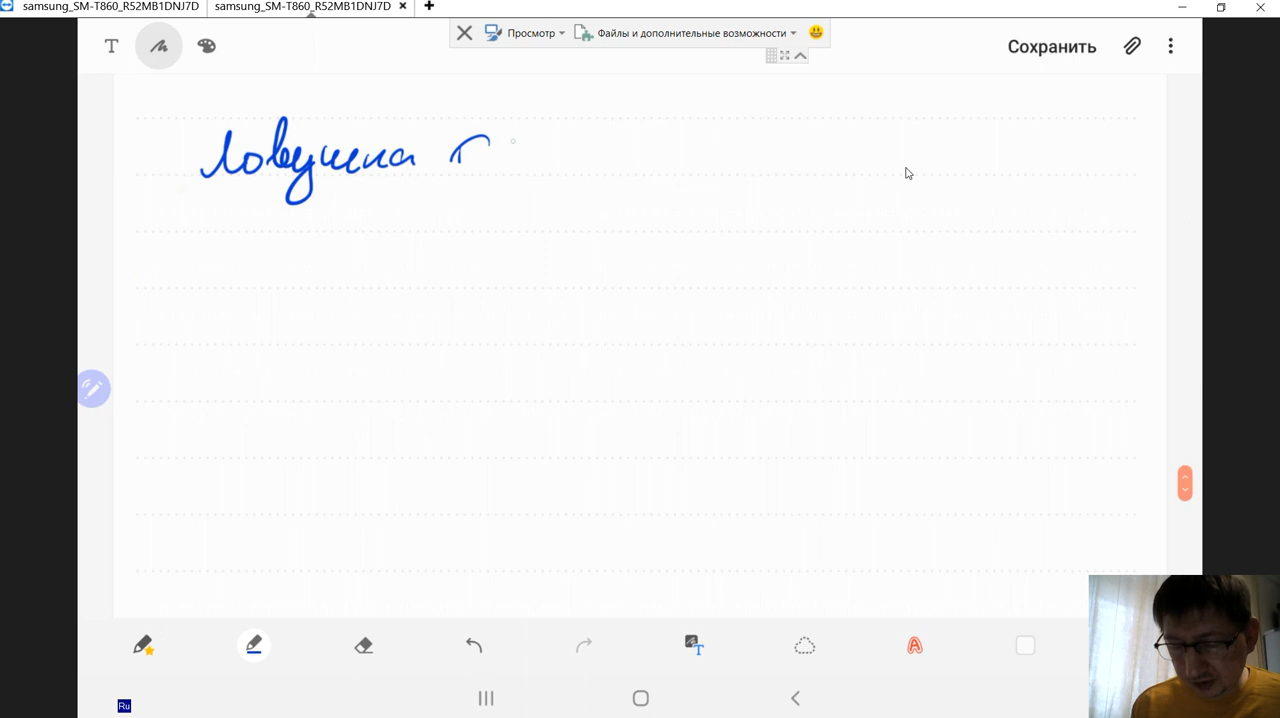 samsung_SM-T860_R52MB1DNJ7D samsung_SM-T860_R52MB1DNJ7D
Просмотр Файлы и дополнительные возможности
T Сохранить
Ловушка
T
A
Ru